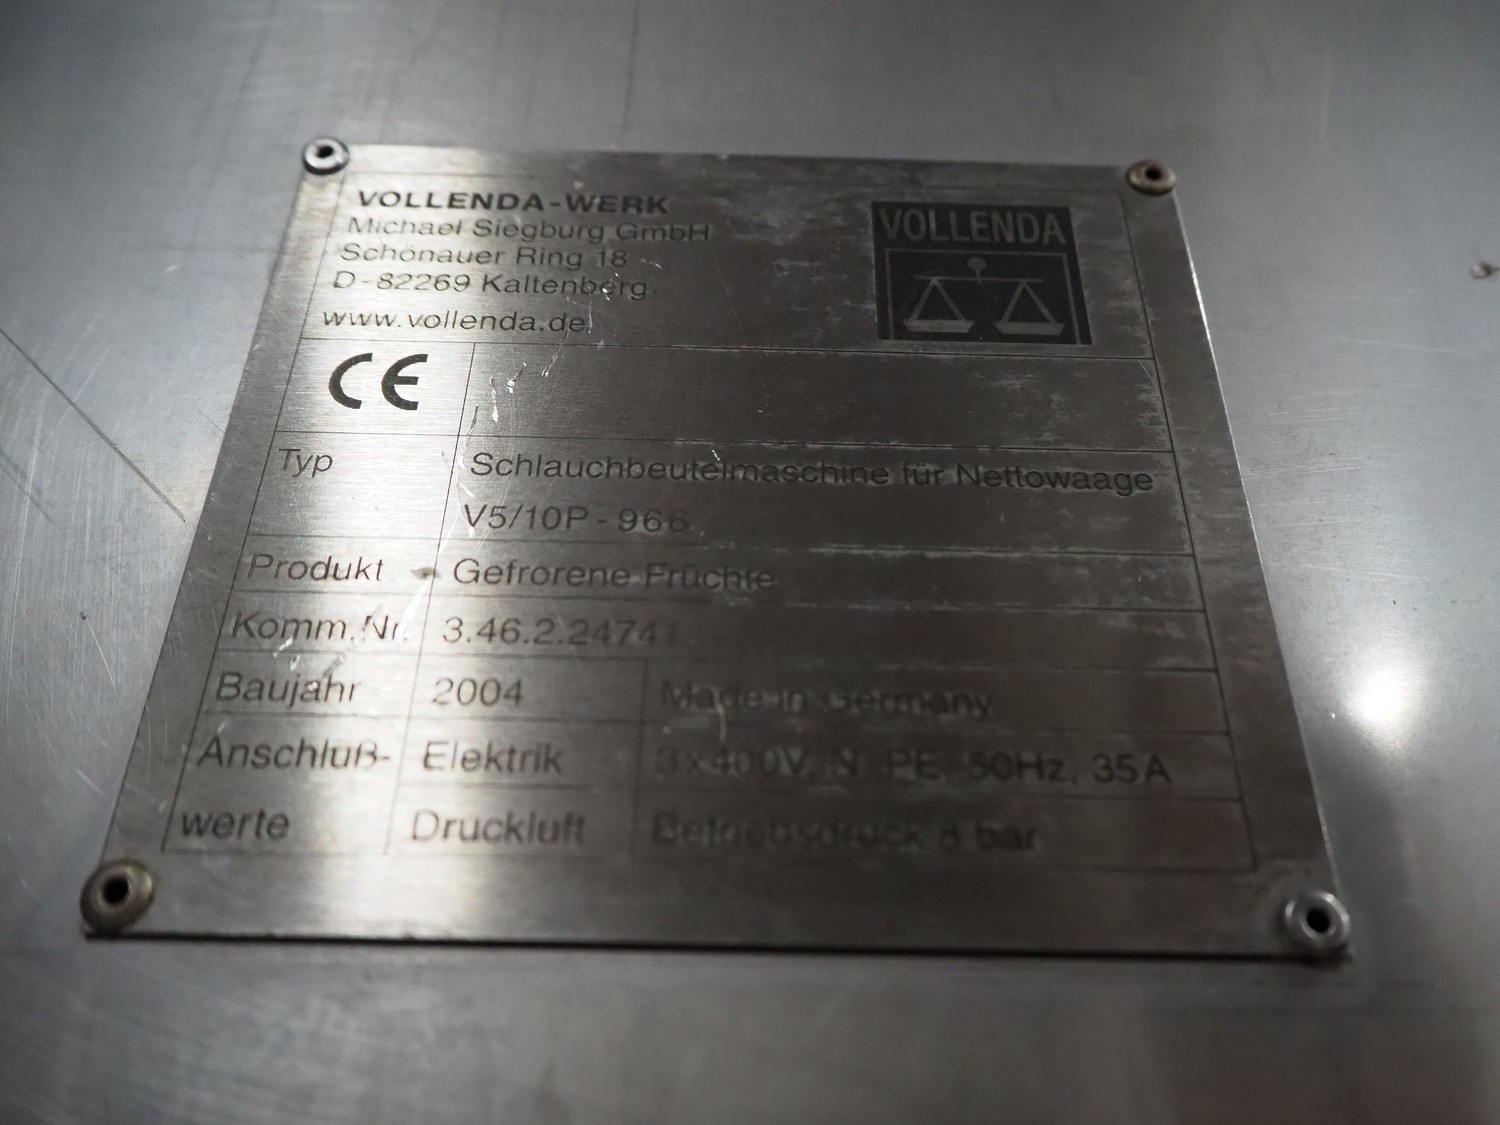 VOLLENDA-WERK
Michael Siegburg GmbH
Schönauer Ring 18
D-82269 Kaltenberg
www.vollenda.de
VOLLENDA
CE
Typ Schlauchbeutelmaschine für Nettowaage
V5/10P - 966
Produkt Gefrorene Früchte
Komm.Nr. 3.46.2.24741
Baujahr 2004 Made in Germany
Anschluß- Elektrik 3x400V, N PE, 50Hz, 35A
werte Druckluft Betriebsdruck 8 bar